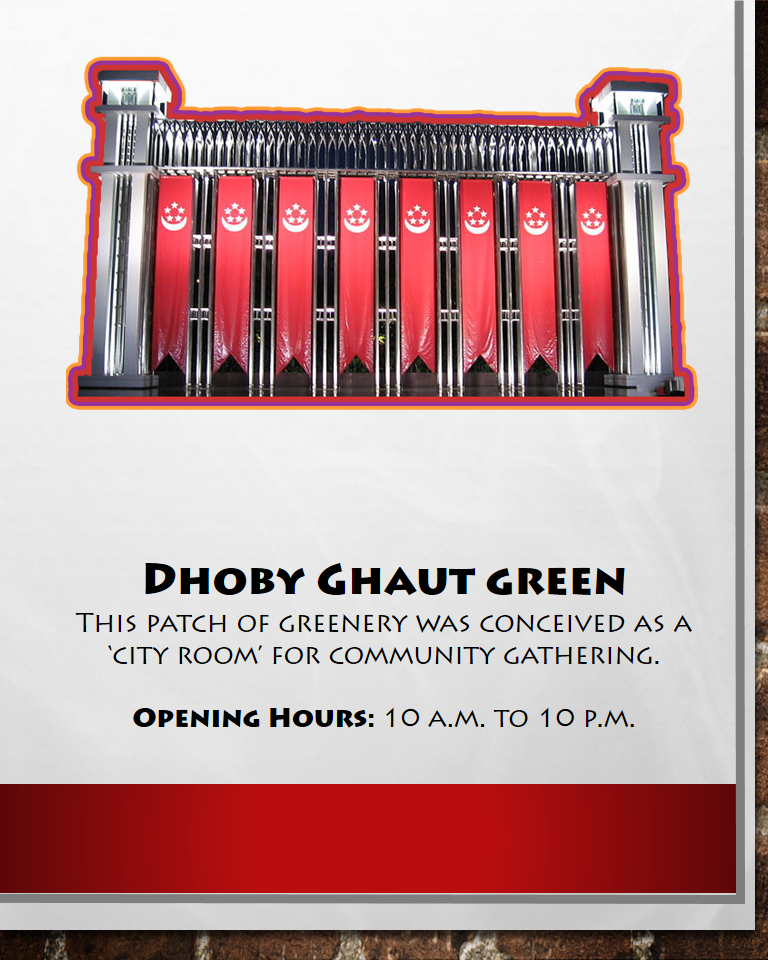 Dhoby Ghaut green
This patch of greenery was conceived as a
‘city room’ for community gathering.
Opening Hours: 10 a.m. to 10 p.m.